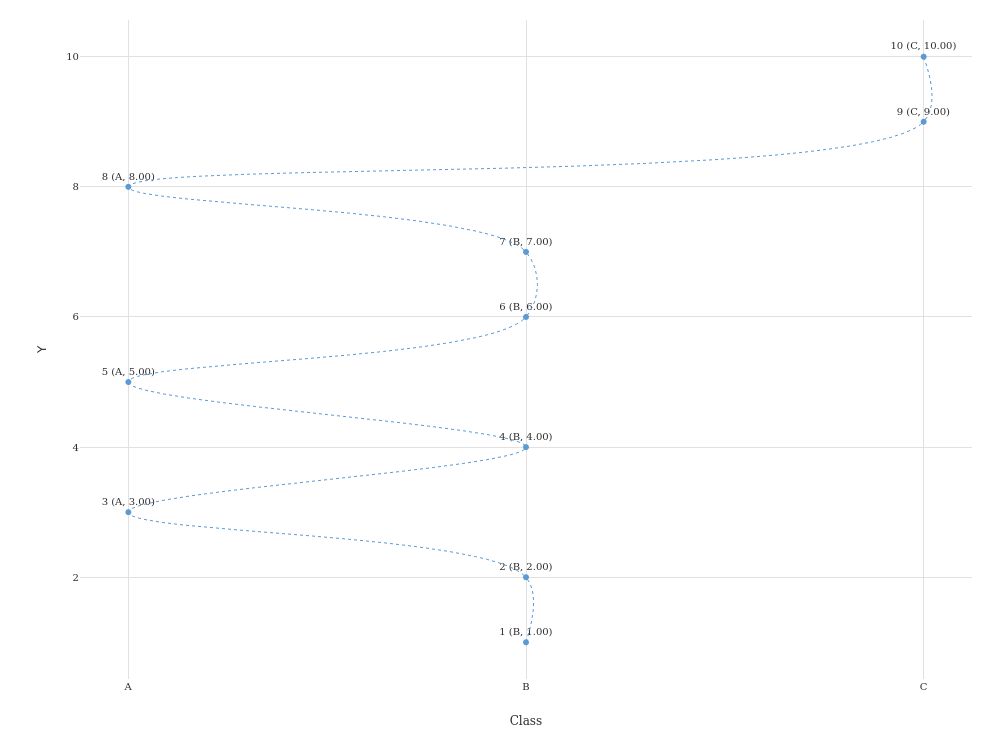 10 (C, 10.00)
10
9 (C, 9.00)
8 (A, 8.00)
8
7 (B, 7.00)
6 (B, 6.00)
6
Y
5 (A, 5.00)
4 (B, 4.00)
4
3 (A, 3.00)
2 (B, 2.00)
2
1 (B, 1.00)
A B C
Class